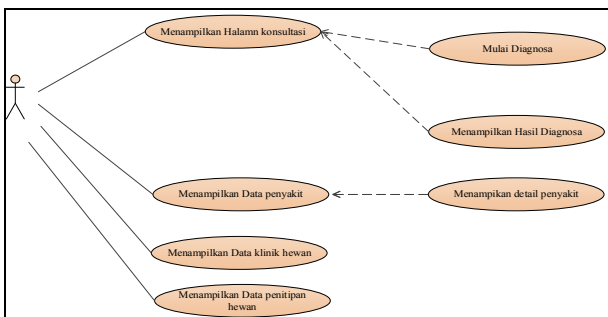 Menampilkan Halamn konsultasi
Mulai Diagnosa
Menampilkan Hasil Diagnosa
Menampilkan Data penyakit
Menampikan detail penyakit
Menampilkan Data klinik hewan
Menampilkan Data penitipan
hewan